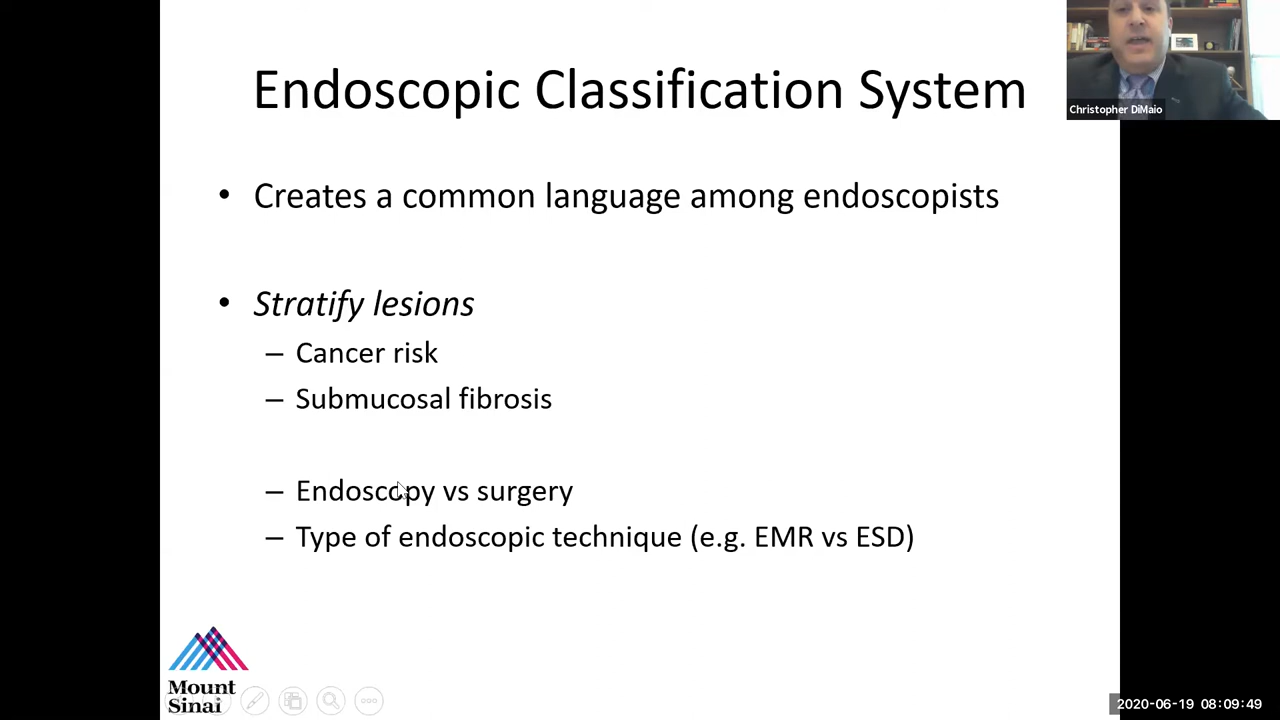 Endoscopic Classification System
Christopher DiMaio
• Creates a common language among endoscopists
• Stratify lesions
– Cancer risk
– Submucosal fibrosis
– Endoscopy vs surgery
– Type of endoscopic technique (e.g. EMR vs ESD)
Mount
Sinai
2020-06-19 08:09:49